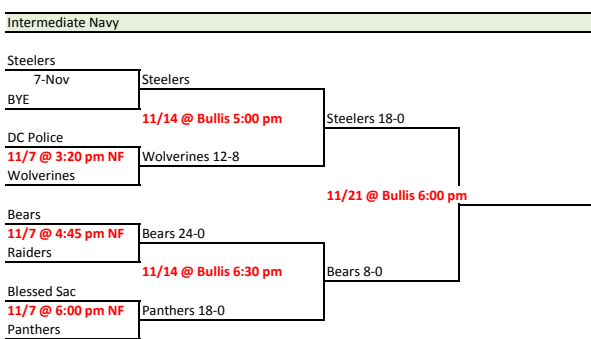 Intermediate Navy
Steelers
7-Nov
Steelers
BYE
11/14 @ Bullis 5:00 pm
Steelers 18-0
DC Police
11/7 @ 3:20 pm NF
Wolverines 12-8
Wolverines
11/21 @ Bullis 6:00 pm
Bears
11/7 @ 4:45 pm NF
Bears 24-0
Raiders
11/14 @ Bullis 6:30 pm
Bears 8-0
Blessed Sac
11/7 @ 6:00 pm NF
Panthers 18-0
Panthers